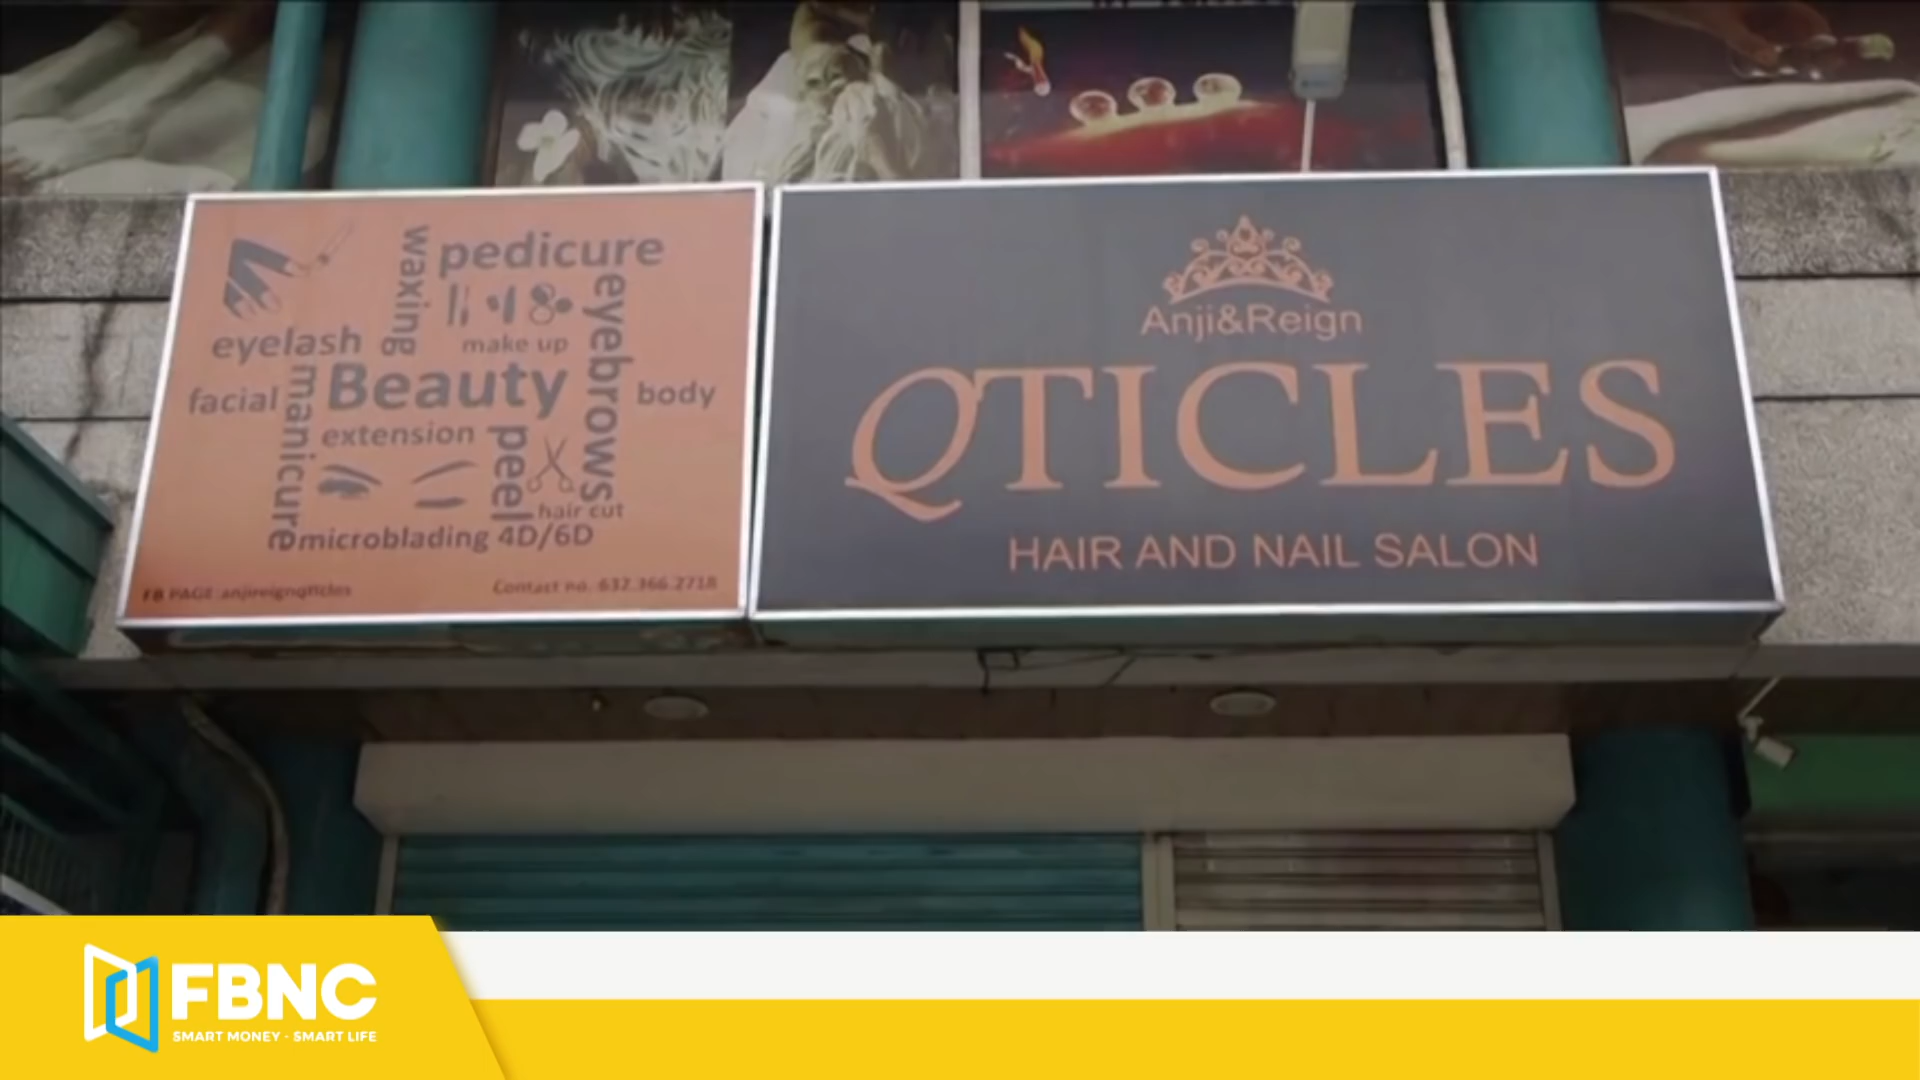 waxing
pedicure
eyelash
make up
eyebrows
facial
manicure
Beauty
body
extension
peel
hair cut
microblading 4D/6D
FB PAGE:anjireignqticles
Contact no. 632.366.2718
Anji&Reign
QTICLES
HAIR AND NAIL SALON
FBNC
SMART MONEY - SMART LIFE